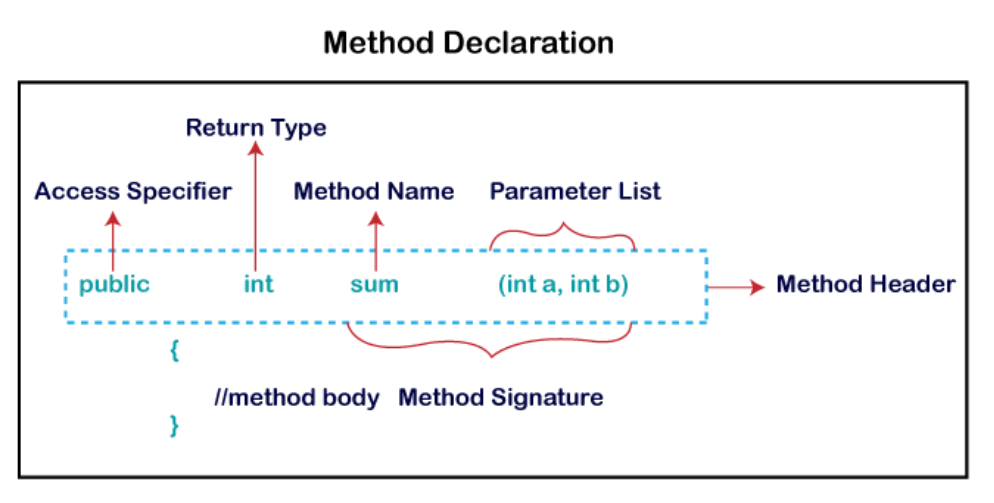 Method Declaration
Return Type
Access Specifier Method Name Parameter List
public int sum (int a, int b) Method Header
{
//method body Method Signature
}